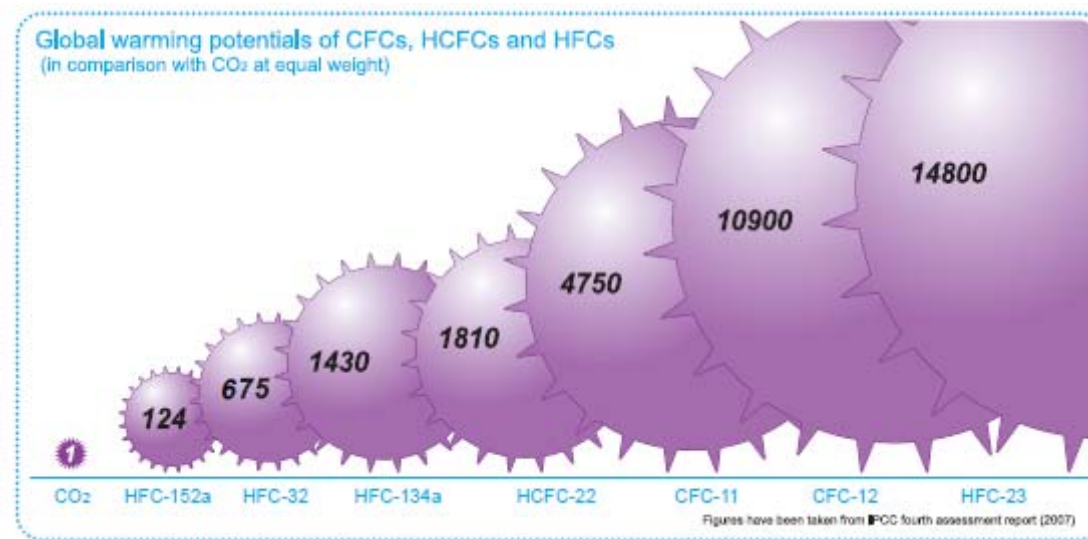 Global warming potentials of CFCs, HCFCs and HFCs
(in comparison with CO₂ at equal weight)
14800
10900
4750
1810
1430
675
124
1
CO₂ HFC-152a HFC-32 HFC-134a HCFC-22 CFC-11 CFC-12 HFC-23
Figures have been taken from IPCC fourth assessment report (2007)